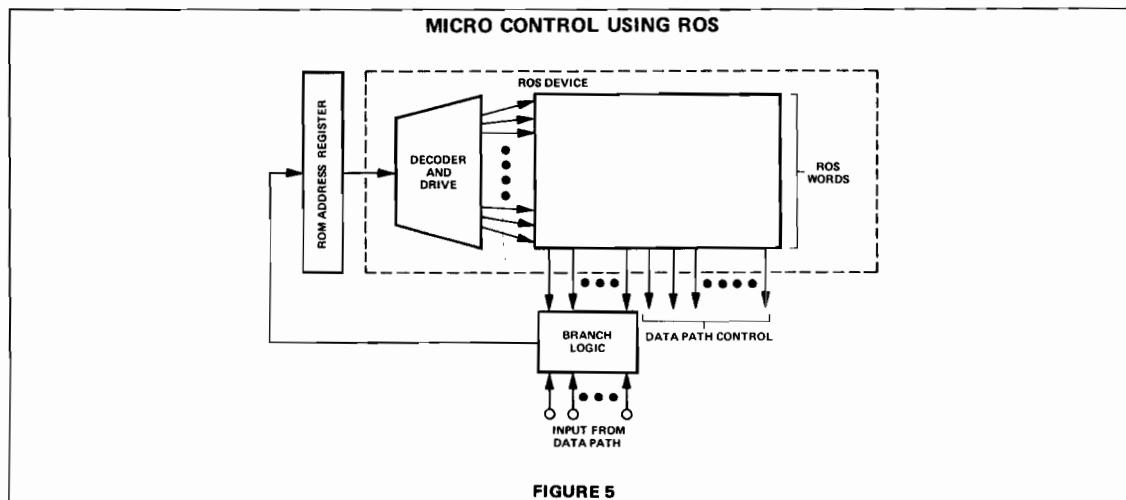 MICRO CONTROL USING ROS
ROS DEVICE
ROM ADDRESS REGISTER
DECODER
AND
DRIVE
ROS
WORDS
BRANCH
LOGIC
DATA PATH CONTROL
INPUT FROM
DATA PATH
FIGURE 5